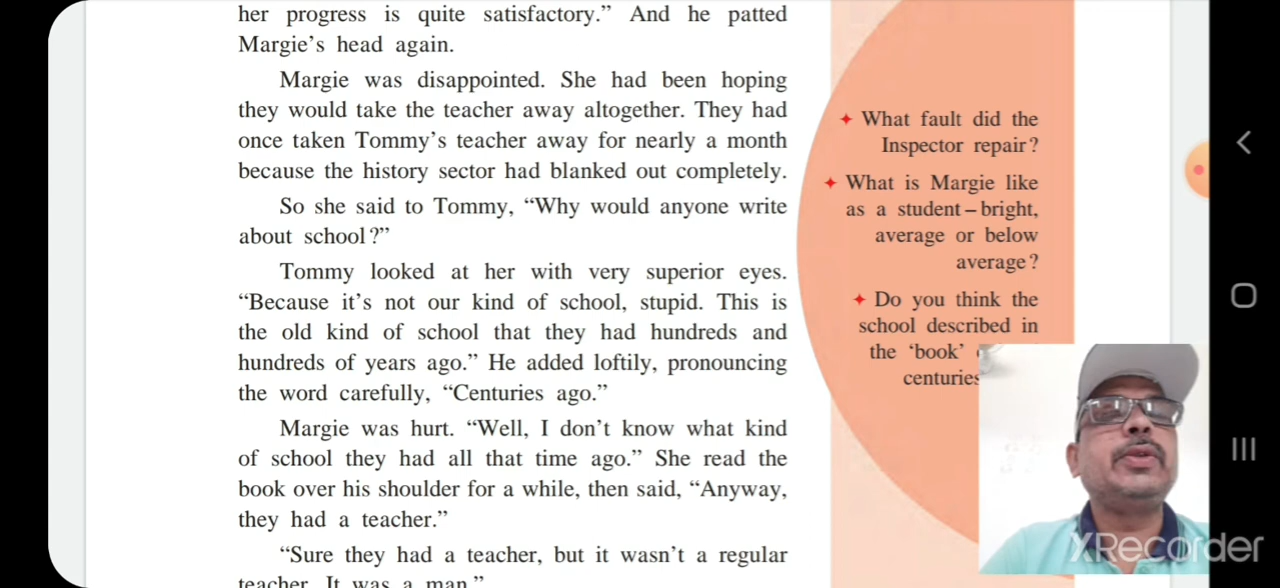 her progress is quite satisfactory.” And he patted
Margie’s head again.
Margie was disappointed. She had been hoping
they would take the teacher away altogether. They had
once taken Tommy’s teacher away for nearly a month
because the history sector had blanked out completely.
So she said to Tommy, “Why would anyone write
about school?”
Tommy looked at her with very superior eyes.
“Because it’s not our kind of school, stupid. This is
the old kind of school that they had hundreds and
hundreds of years ago.” He added loftily, pronouncing
the word carefully, “Centuries ago.”
Margie was hurt. “Well, I don’t know what kind
of school they had all that time ago.” She read the
book over his shoulder for a while, then said, “Anyway,
they had a teacher.”
“Sure they had a teacher, but it wasn’t a regular
teacher. It was a man.”
What fault did the
Inspector repair?
What is Margie like
as a student – bright,
average or below
average?
Do you think the
school described in
the ‘book’
centuries
XRecorder